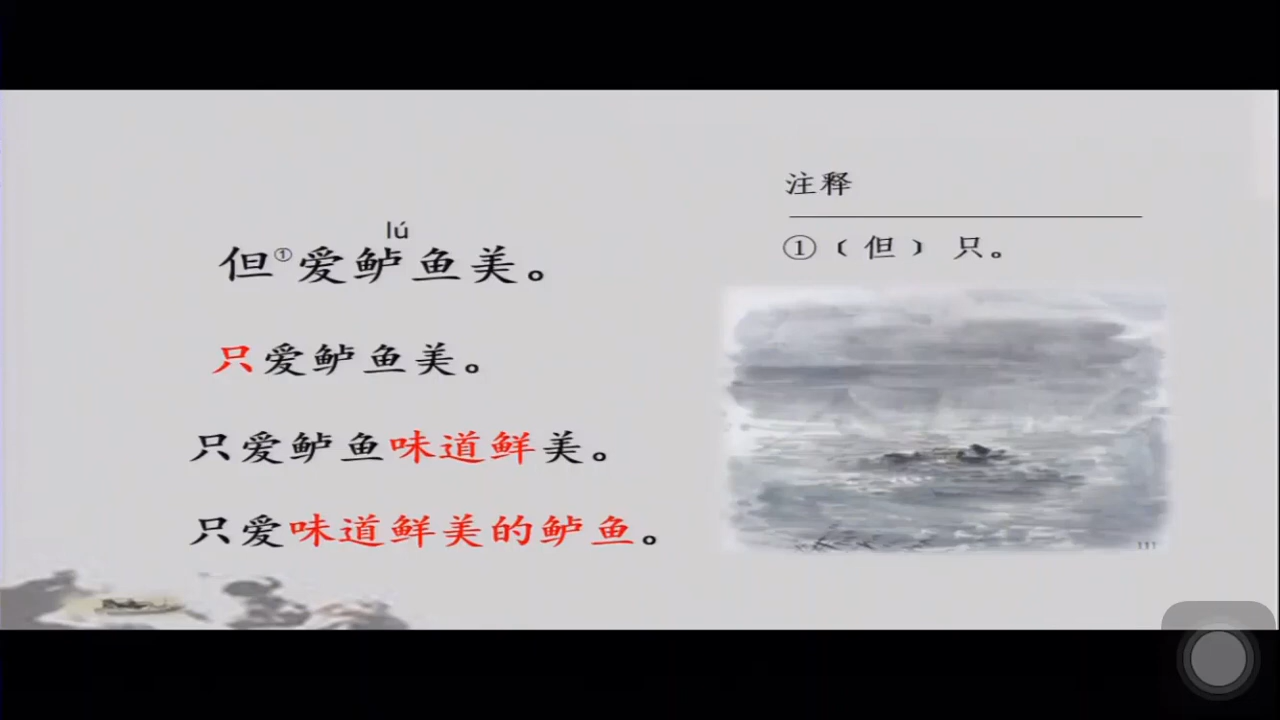 lú
但①爱鲈鱼美。
只爱鲈鱼美。
只爱鲈鱼味道鲜美。
只爱味道鲜美的鲈鱼。
注释
①〔但〕只。
111